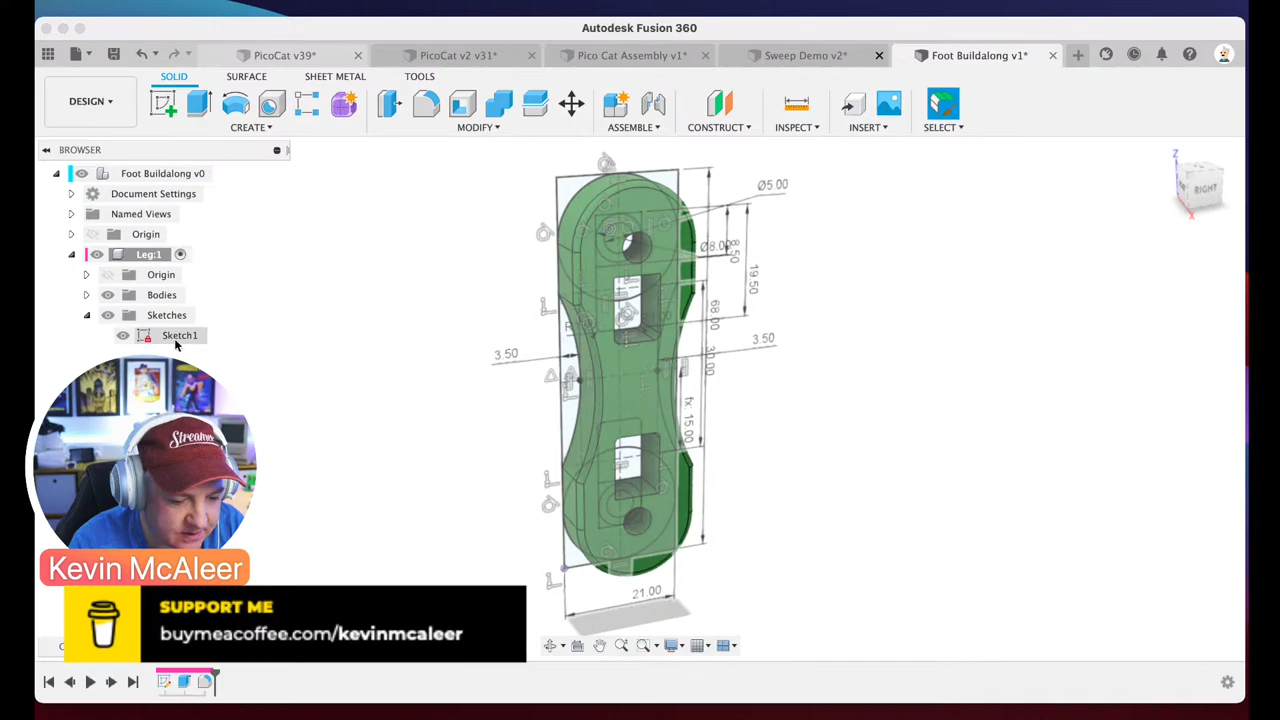 Autodesk Fusion 360
PicoCat v39*
PicoCat v2 v31*
Pico Cat Assembly v1*
Sweep Demo v2*
Foot Buildalong v1*
SOLID
SURFACE
SHEET METAL
TOOLS
DESIGN
CREATE
MODIFY
ASSEMBLE
CONSTRUCT
INSPECT
INSERT
SELECT
BROWSER
Foot Buildalong v0
Document Settings
Named Views
Origin
Leg:1
Origin
Bodies
Sketches
Sketch1
Z
RIGHT
X
Ø5.00
Ø8.00
8.50
19.50
68.00
3.50
3.50
30.00
fx: 15.00
21.00
Streamer
Kevin McAleer
SUPPORT ME
buymeacoffee.com/kevinmcaleer